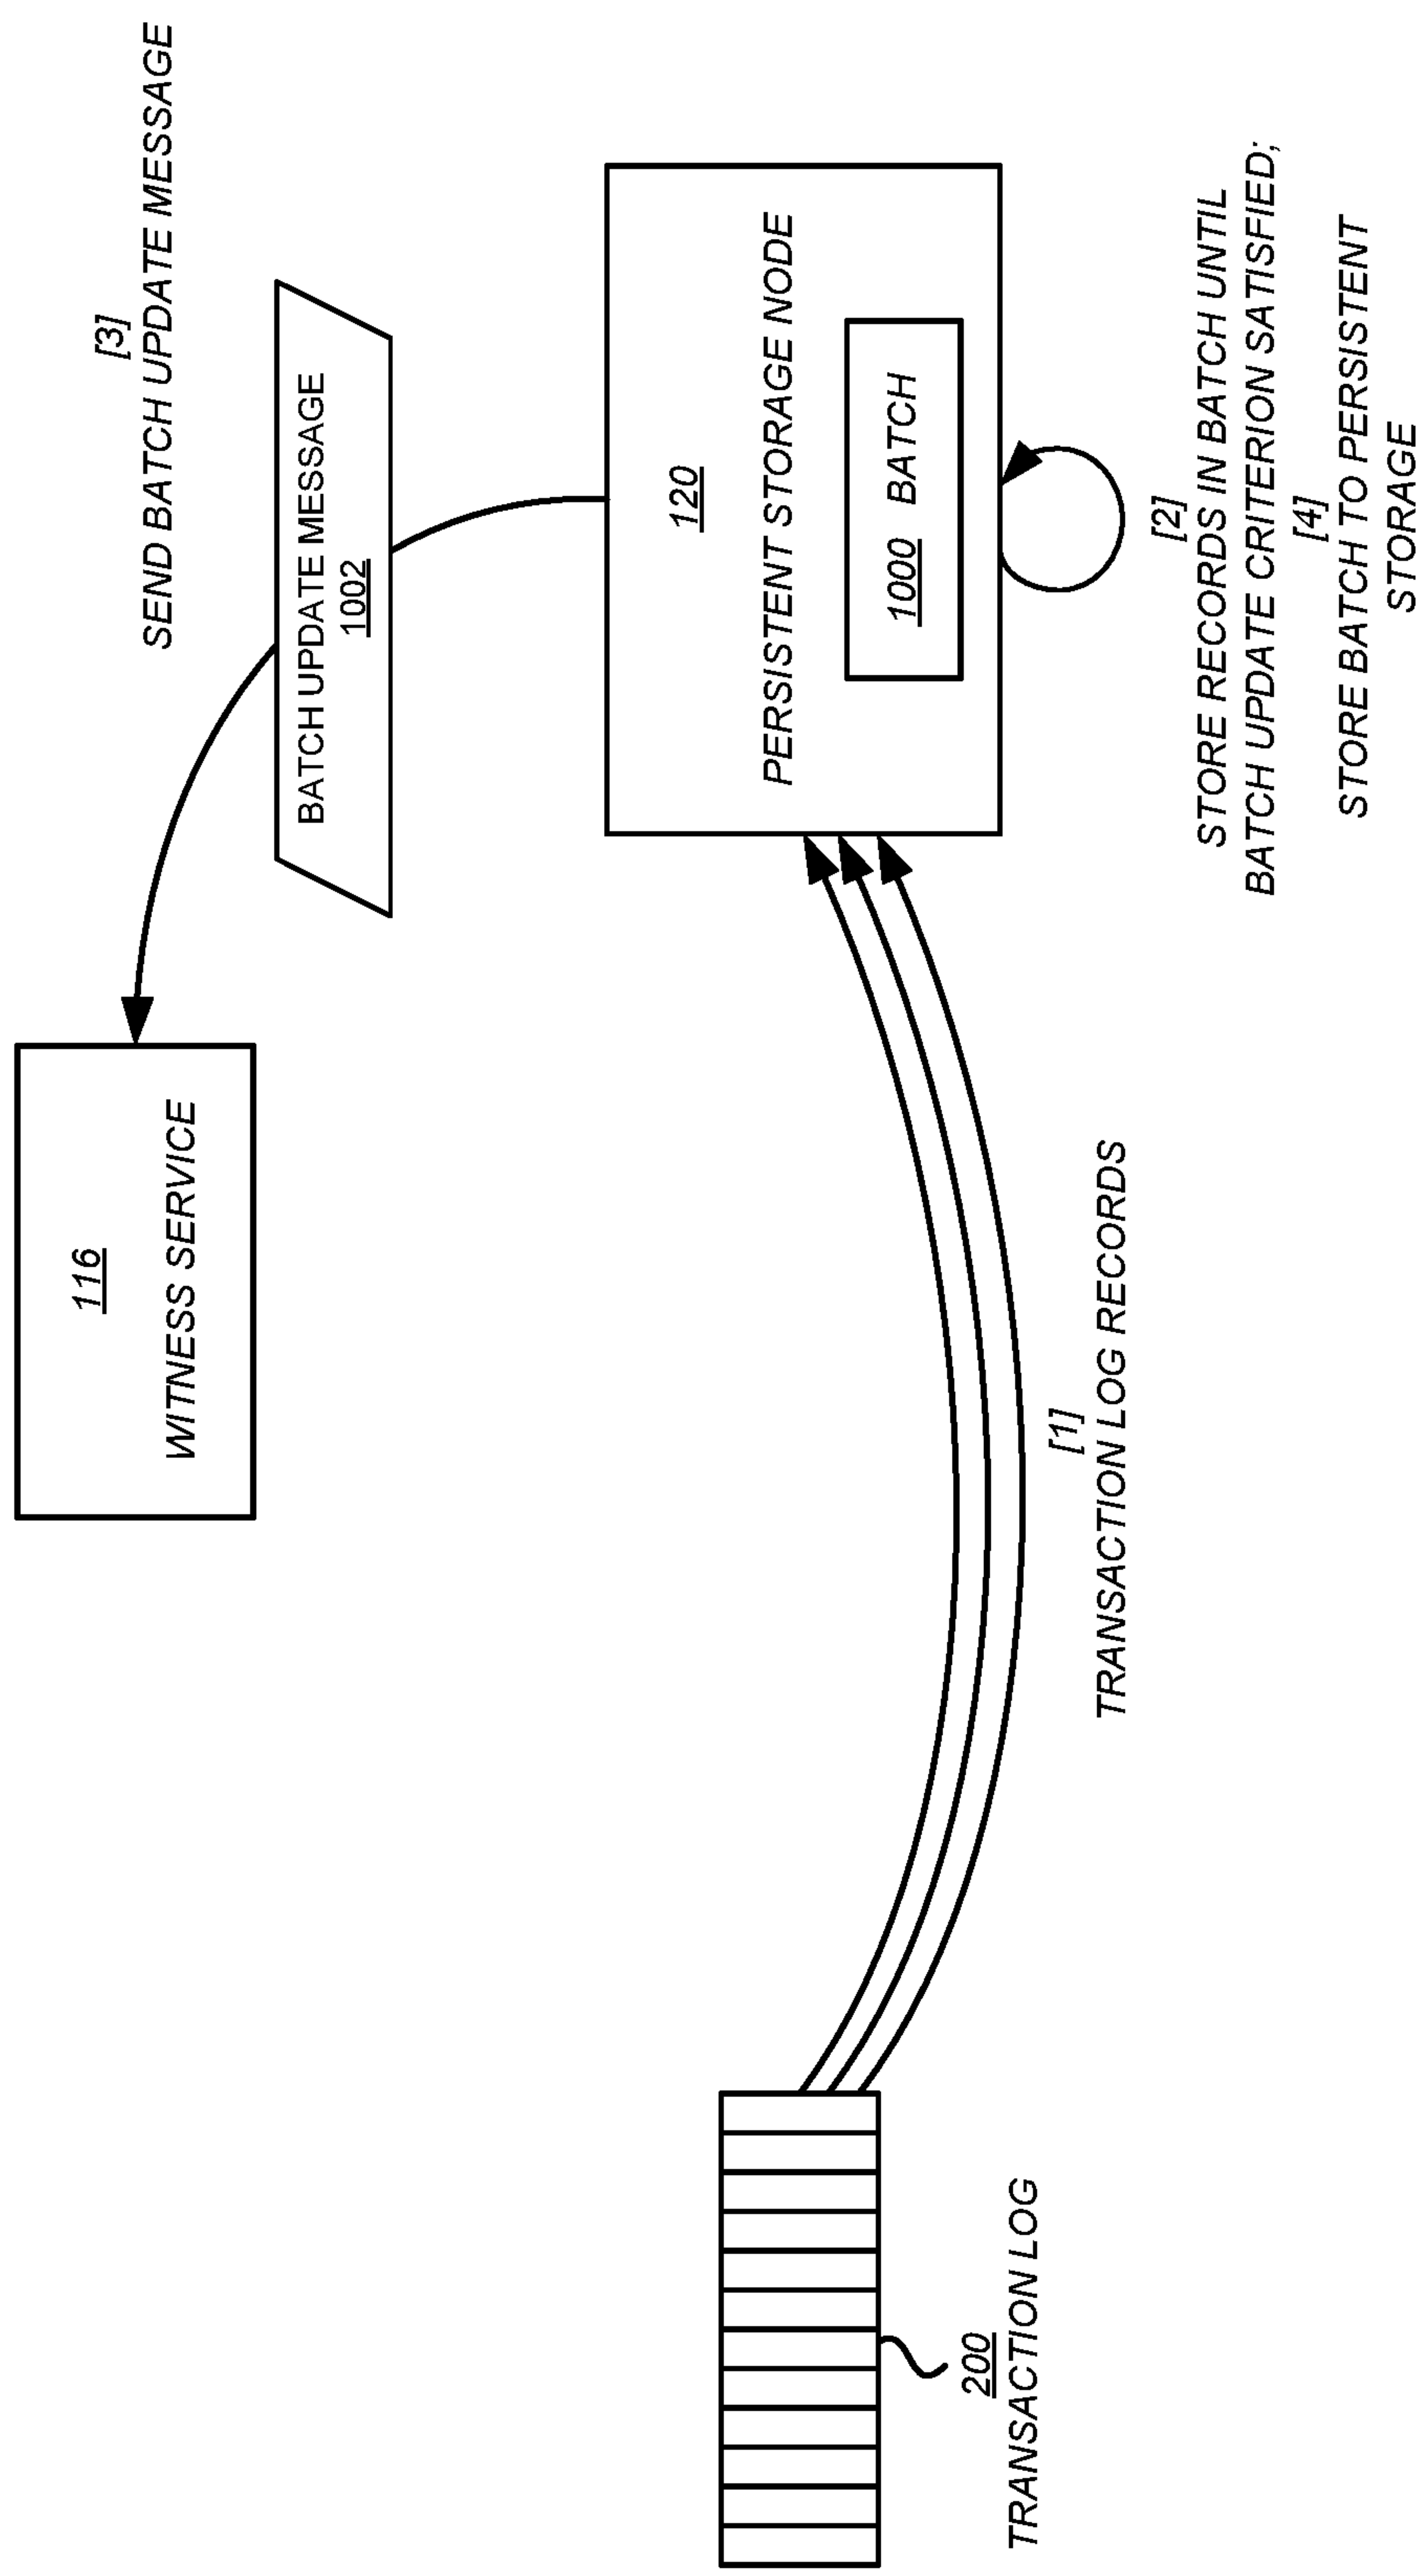 [3]
SEND BATCH UPDATE MESSAGE
116
WITNESS SERVICE
BATCH UPDATE MESSAGE
1002
120
PERSISTENT STORAGE NODE
1000 BATCH
200
TRANSACTION LOG
[1]
TRANSACTION LOG RECORDS
[2]
STORE RECORDS IN BATCH UNTIL
BATCH UPDATE CRITERION SATISFIED;
[4]
STORE BATCH TO PERSISTENT
STORAGE